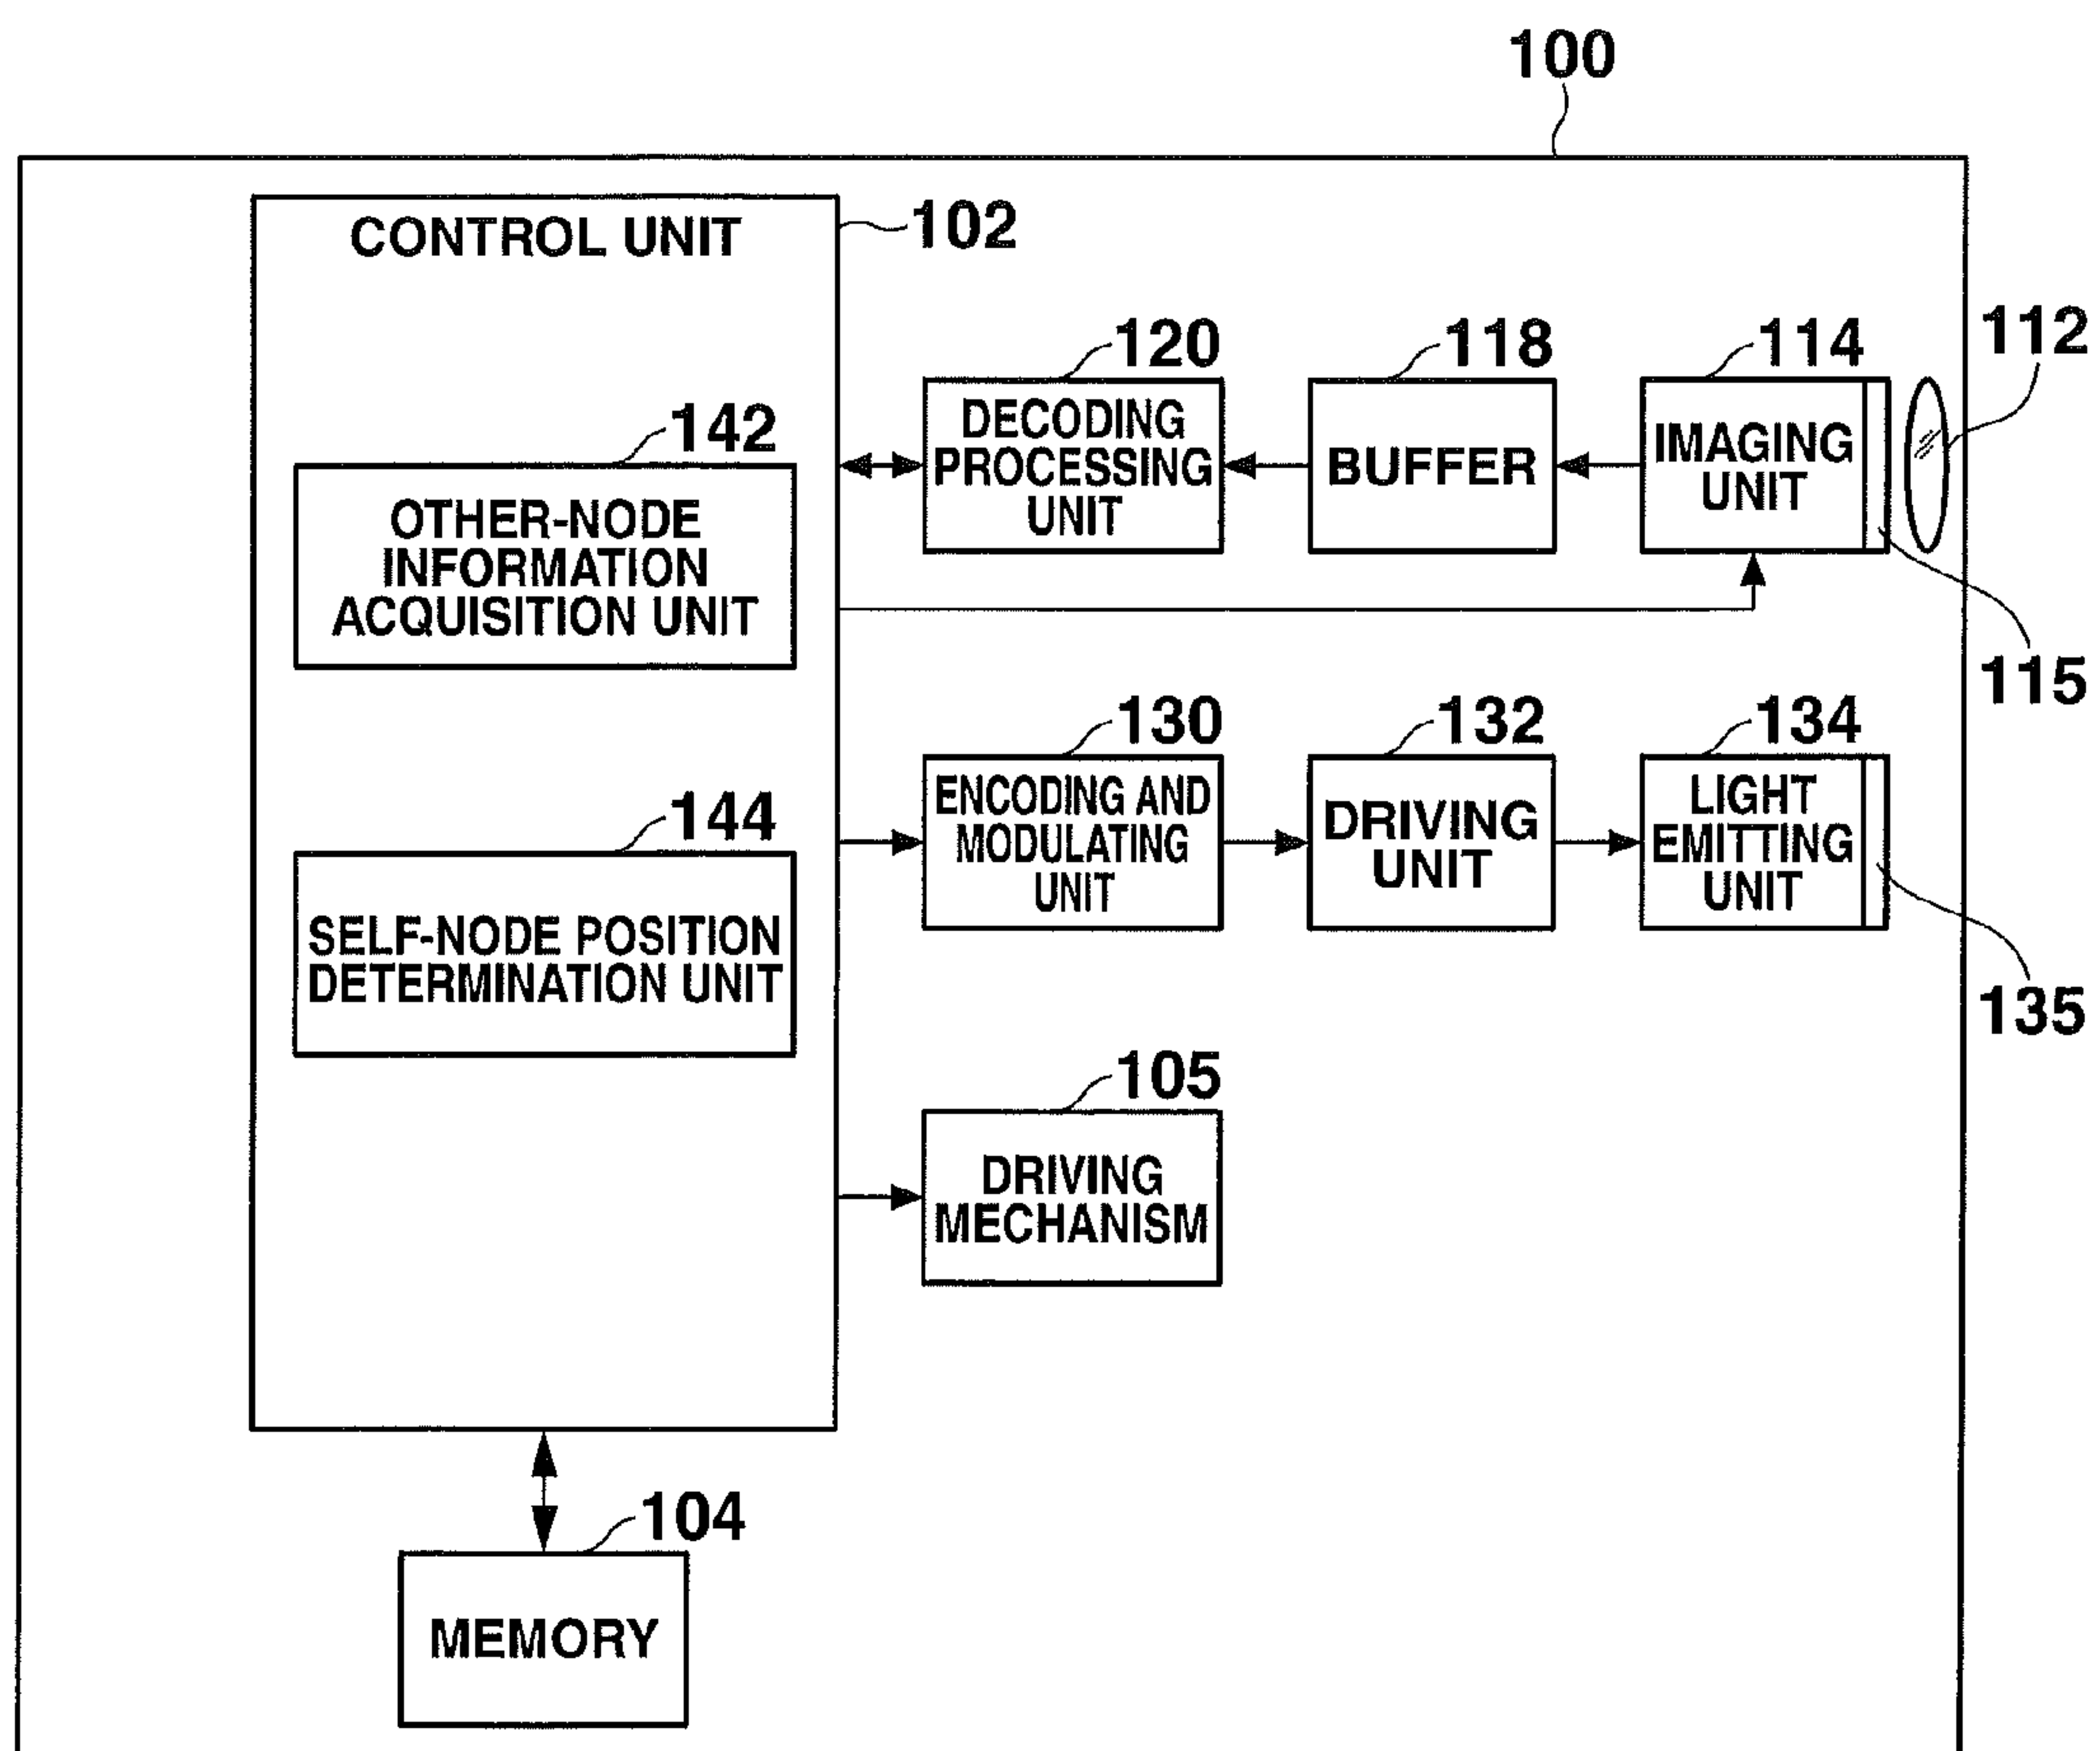 100
CONTROL UNIT
102
120
118
114
112
DECODING
PROCESSING
UNIT
BUFFER
IMAGING
UNIT
142
OTHER-NODE
INFORMATION
ACQUISITION UNIT
115
130
132
134
ENCODING AND
MODULATING
UNIT
DRIVING
UNIT
LIGHT
EMITTING
UNIT
135
144
SELF-NODE POSITION
DETERMINATION UNIT
105
DRIVING
MECHANISM
104
MEMORY